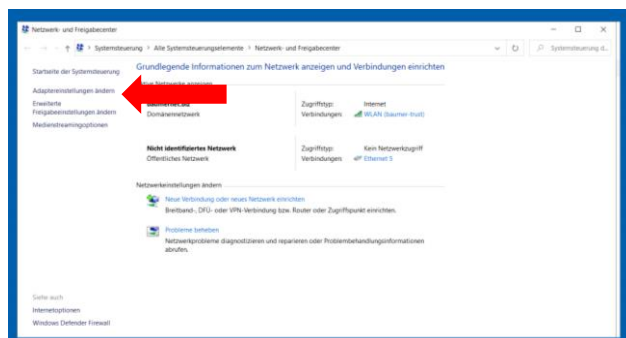 Netzwerk- und Freigabecenter
Systemsteuerung > Alle Systemsteuerungselemente > Netzwerk- und Freigabecenter
Systemsteuerung d...
Startseite der Systemsteuerung
Adaptereinstellungen ändern
Erweiterte
Freigabeeinstellungen ändern
Medienstreamingoptionen
Grundlegende Informationen zum Netzwerk anzeigen und Verbindungen einrichten
Netzwerke anzeigen
Domänennetzwerk
Zugriffstyp: Internet
Verbindungen: WLAN (baumer-trust)
Nicht identifiziertes Netzwerk
Öffentliches Netzwerk
Zugriffstyp: Kein Netzwerkzugriff
Verbindungen: Ethernet 5
Netzwerkeinstellungen ändern
Neue Verbindung oder neues Netzwerk einrichten
Breitband-, DFÜ- oder VPN-Verbindung bzw. Router oder Zugriffspunkt einrichten.
Probleme beheben
Netzwerkprobleme diagnostizieren und reparieren oder Problembehandlungsinformationen
abrufen.
Siehe auch
Internetoptionen
Windows Defender Firewall